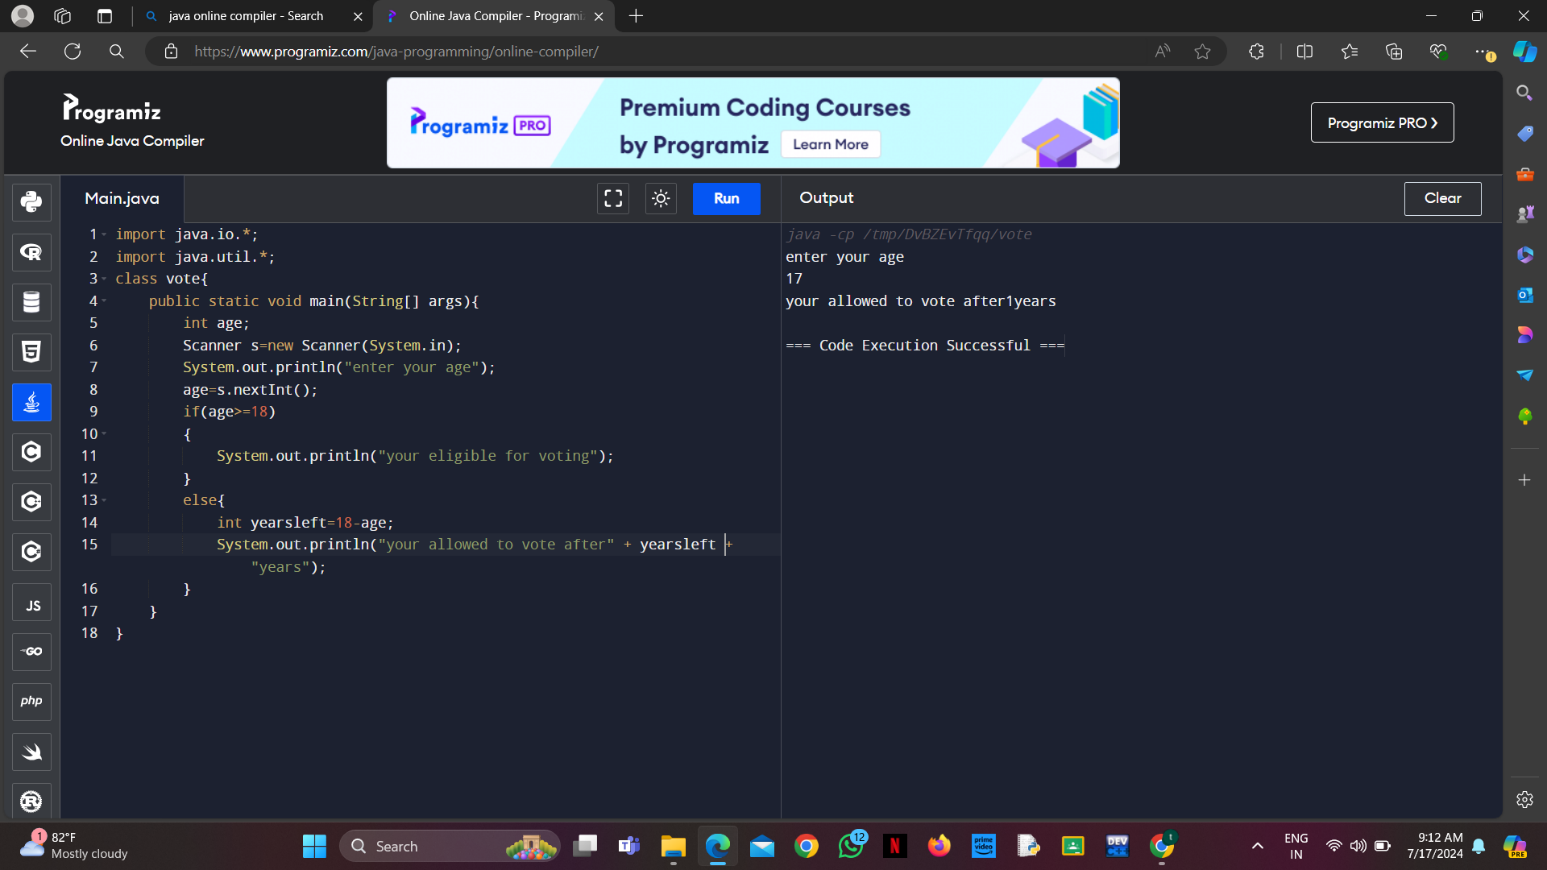 java online compiler - Search
Online Java Compiler - Programi
https://www.programiz.com/java-programming/online-compiler/
Programiz
Online Java Compiler
Programiz PRO
Premium Coding Courses
by Programiz
Learn More
Programiz PRO ❯
Main.java
Run
Output
Clear
1 import java.io.*;
2 import java.util.*;
3 class vote{
4 public static void main(String[] args){
5 int age;
6 Scanner s=new Scanner(System.in);
7 System.out.println("enter your age");
8 age=s.nextInt();
9 if(age>=18)
10 {
11 System.out.println("your eligible for voting");
12 }
13 else{
14 int yearsleft=18-age;
15 System.out.println("your allowed to vote after" + yearsleft +
"years");
16 }
17 }
18 }
java -cp /tmp/DvBZEvTfqq/vote
enter your age
17
your allowed to vote after1years
=== Code Execution Successful ===
JS
GO
php
1
82°F
Mostly cloudy
Search
12
N
prime video
DEV
t
ENG
IN
9:12 AM
7/17/2024
PRE